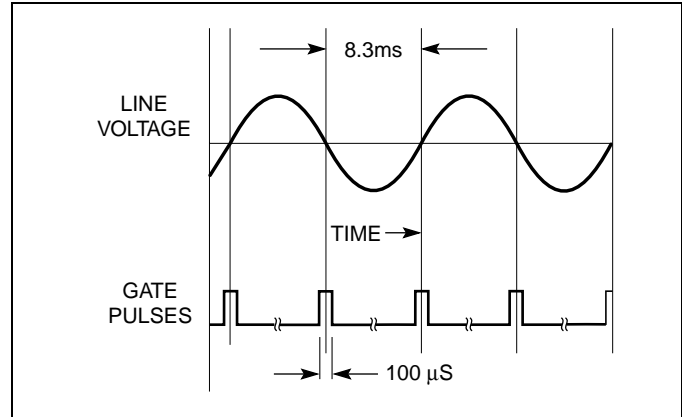 8.3ms
LINE
VOLTAGE
TIME
GATE
PULSES
100 μS